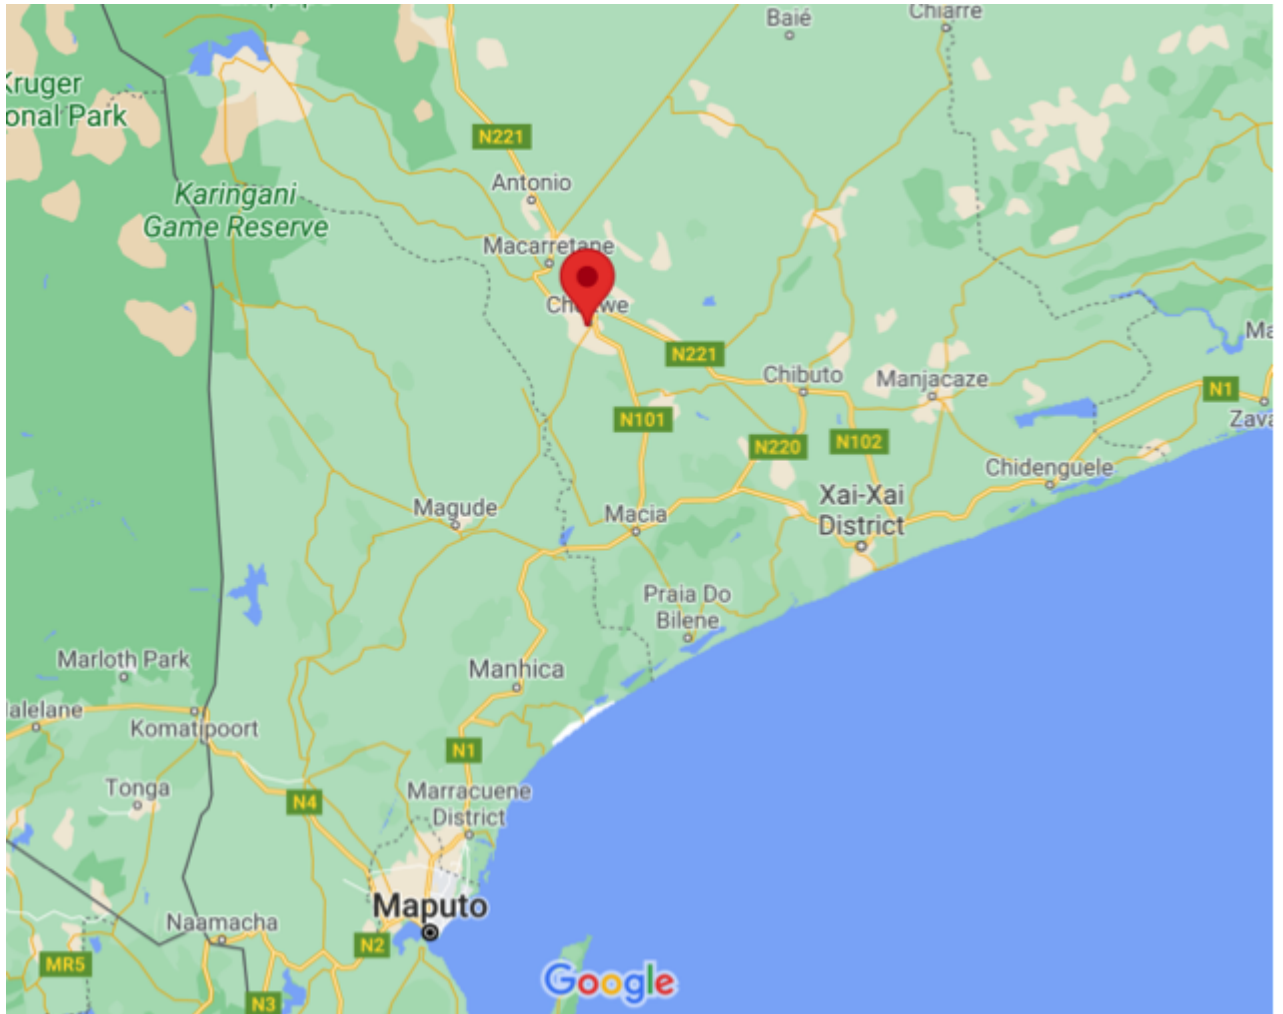 Baié
Chiarre
Kruger
onal Park
N221
Antonio
Karingani
Game Reserve
Macarretane
N221
Chibuto
Manjacaze
N1
N101
N220
N102
Chidenguele
Xai-Xai
District
Magude
Macia
Praia Do
Bilene
Marloth Park
Manhica
alelane
Komatipoort
N1
Tonga
N4
Marracuene
District
Maputo
Naamacha
N2
MR5
N3
Google